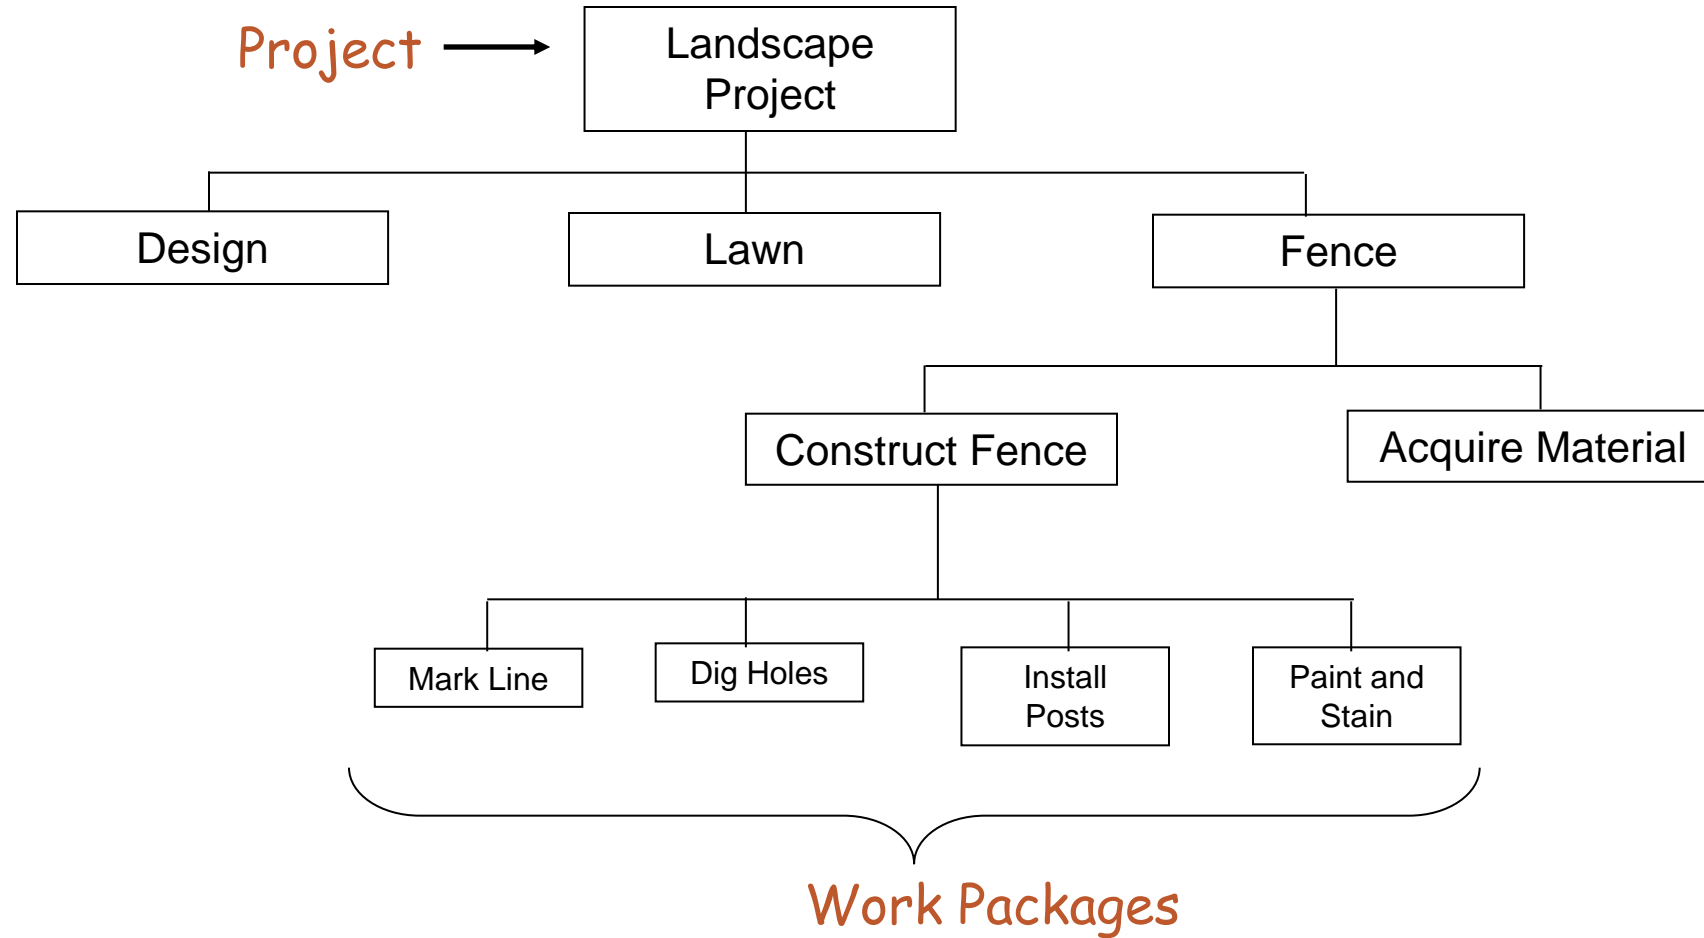 Project
Landscape
Project
Design
Lawn
Fence
Construct Fence
Acquire Material
Mark Line
Dig Holes
Install
Posts
Paint and
Stain
Work Packages